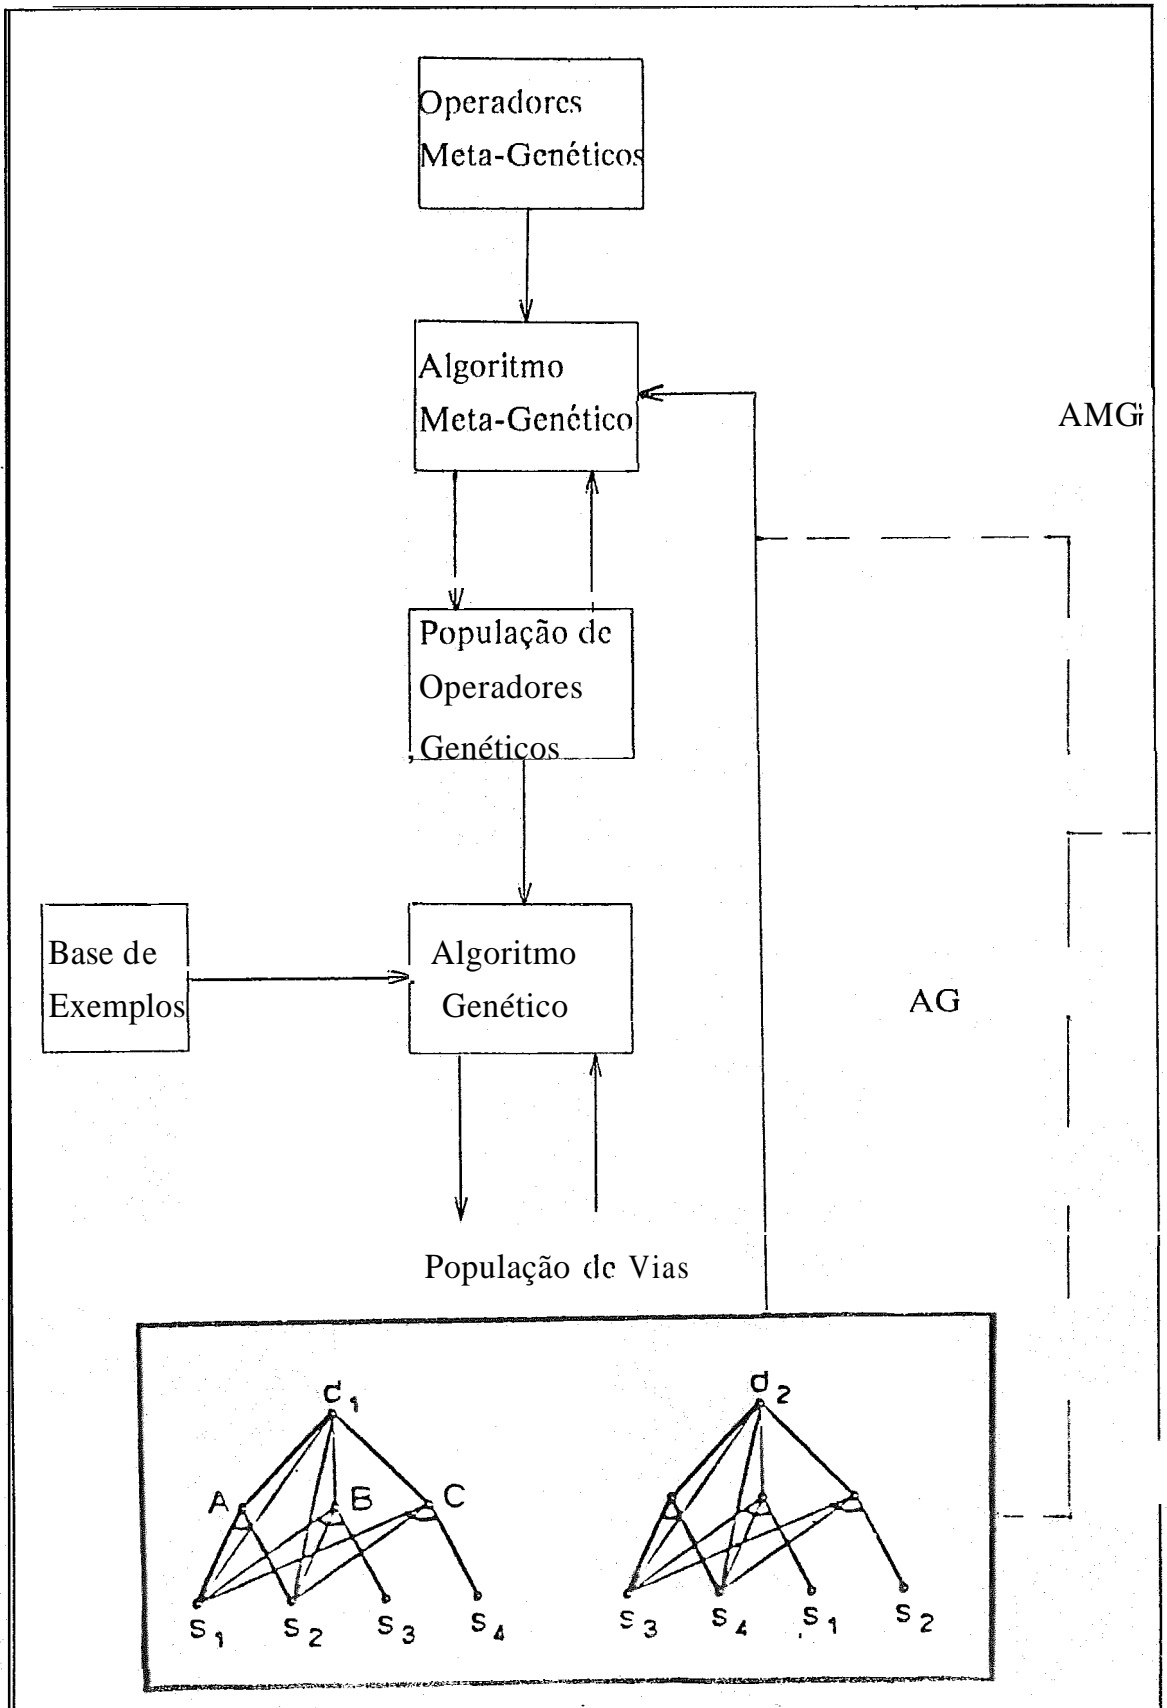 Operadores
Meta-Genéticos
Algoritmo
Meta-Genético
AMG
População de
Operadores
Genéticos
Base de
Exemplos
Algoritmo
Genético
AG
População de Vias
d1
d2
A
B
C
s1
s2
s3
s4
s3
s4
s1
s2